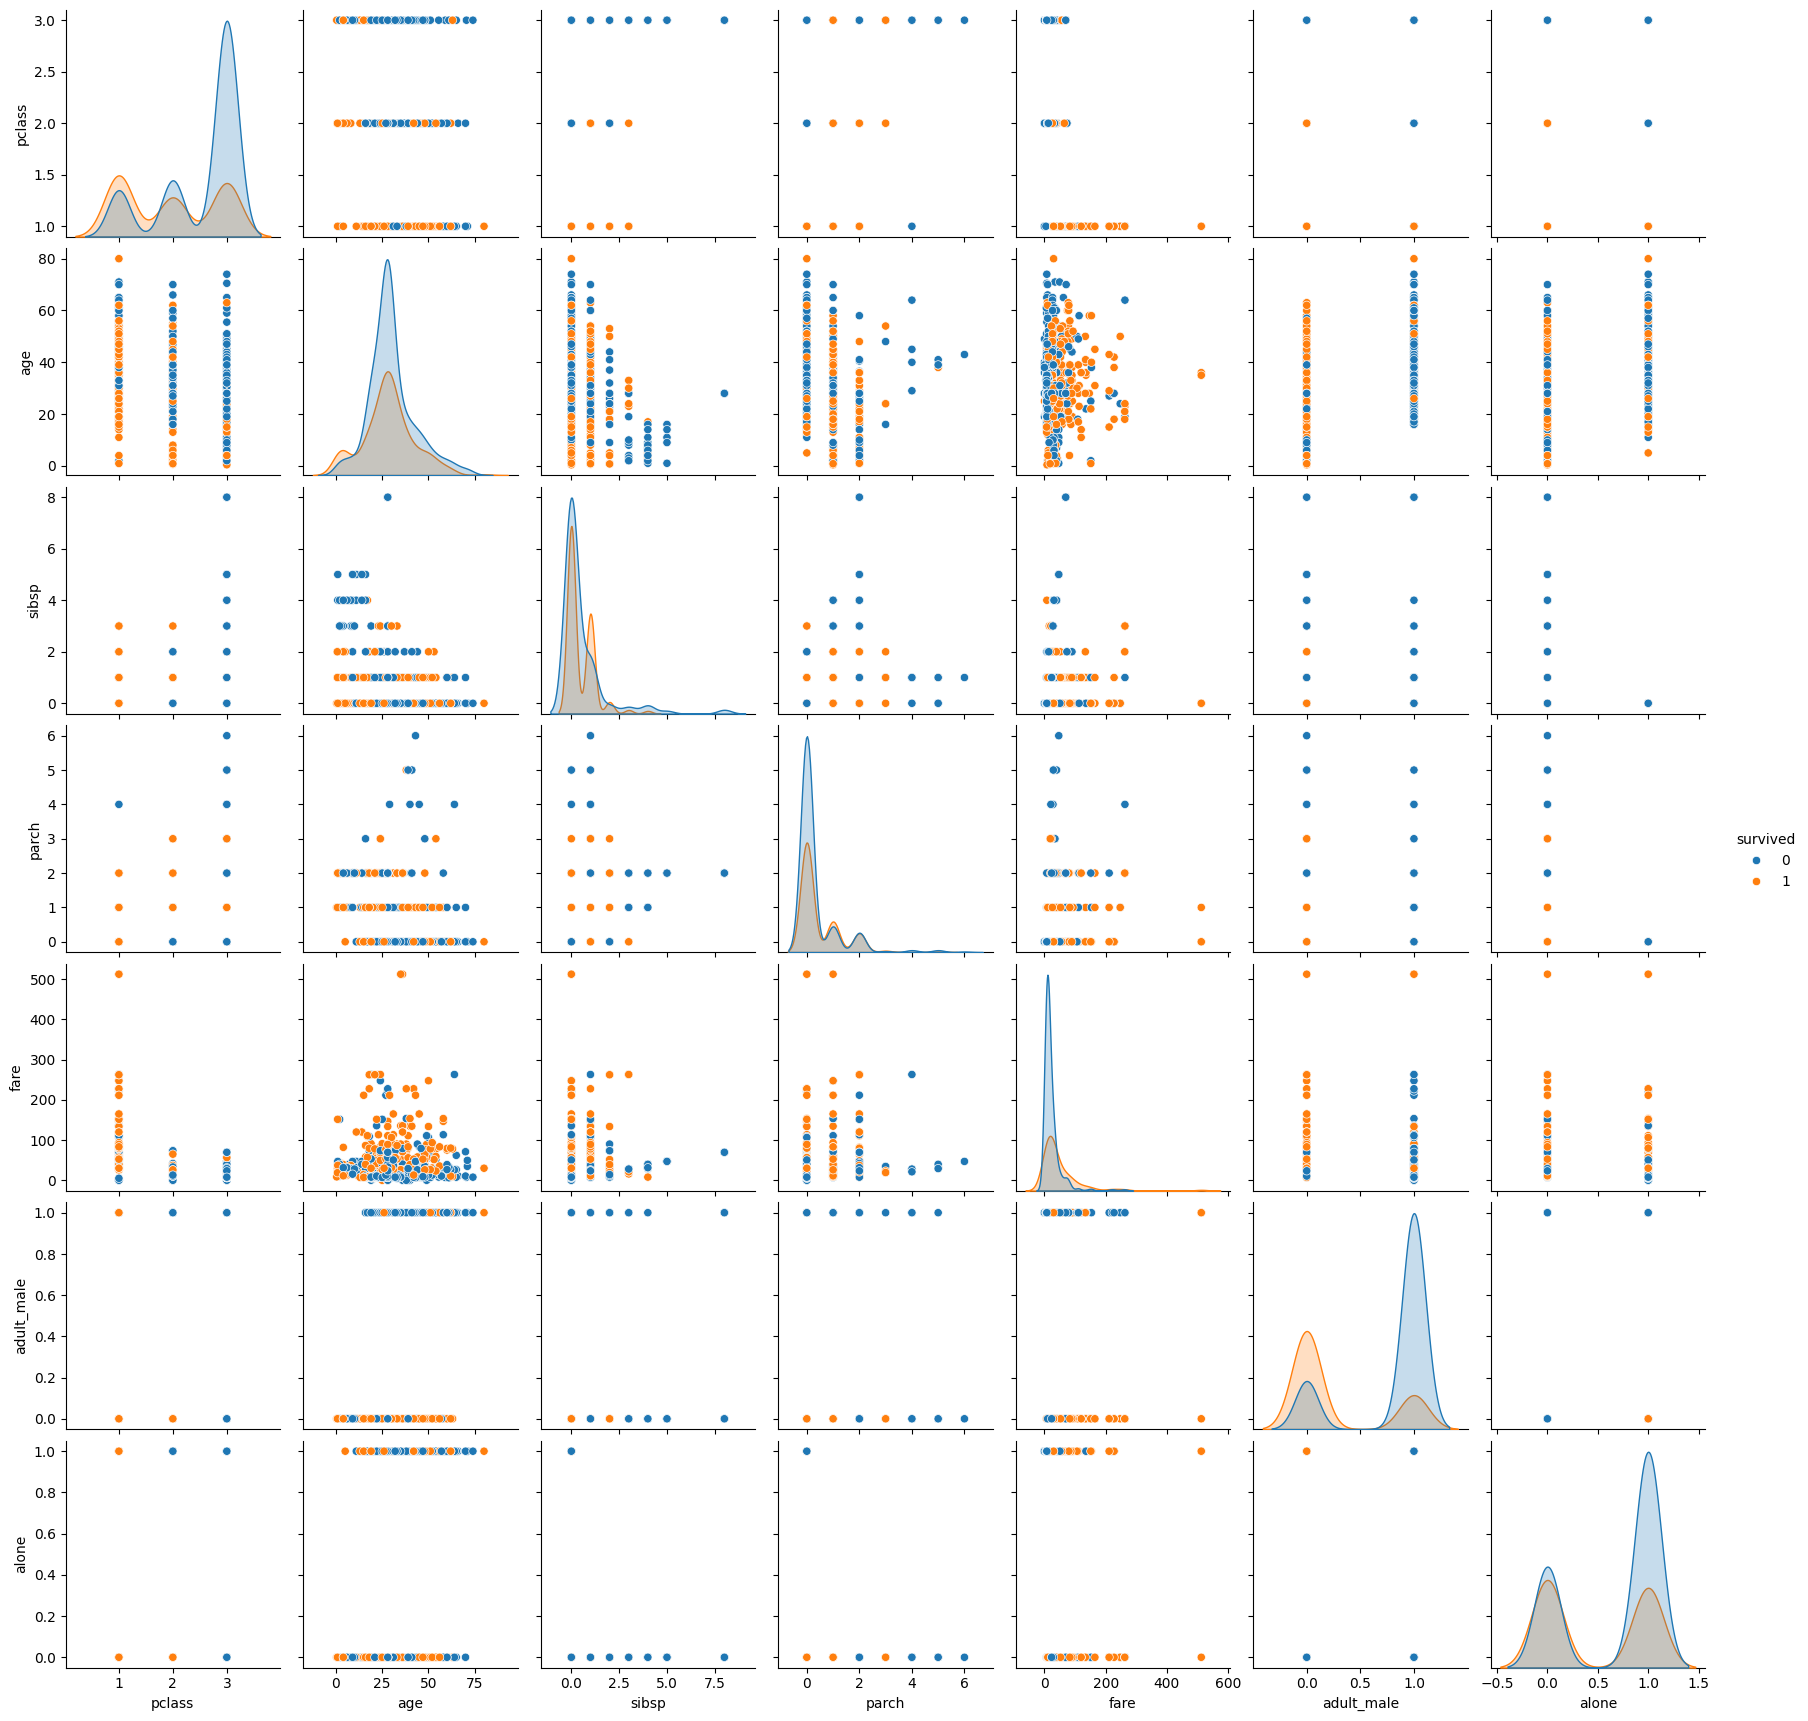 3.0
2.5
2.0
1.5
1.0
pclass
80
60
40
20
0
age
8
6
4
2
0
sibsp
6
5
4
3
2
1
0
parch
survived
0
1
500
400
300
200
100
0
fare
1.0
0.8
0.6
0.4
0.2
0.0
adult_male
1.0
0.8
0.6
0.4
0.2
0.0
alone
1 2 3
0 25 50 75
0.0 2.5 5.0 7.5
0 2 4 6
0 200 400 600
0.0 0.5 1.0
−0.5 0.0 0.5 1.0 1.5
pclass age sibsp parch fare adult_male alone